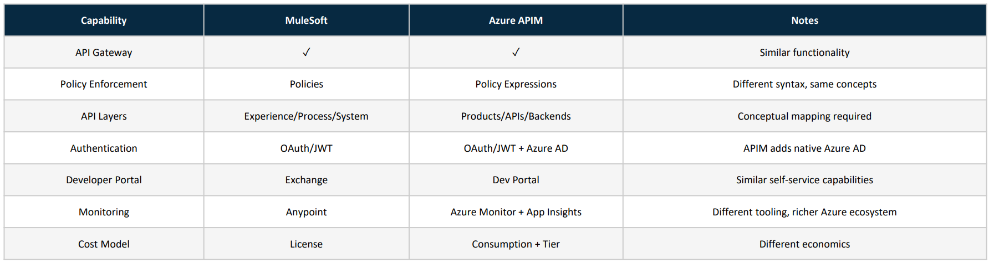 Capability MuleSoft Azure APIM Notes
API Gateway ✓ ✓ Similar functionality
Policy Enforcement Policies Policy Expressions Different syntax, same concepts
API Layers Experience/Process/System Products/APIs/Backends Conceptual mapping required
Authentication OAuth/JWT OAuth/JWT + Azure AD APIM adds native Azure AD
Developer Portal Exchange Dev Portal Similar self-service capabilities
Monitoring Anypoint Azure Monitor + App Insights Different tooling, richer Azure ecosystem
Cost Model License Consumption + Tier Different economics